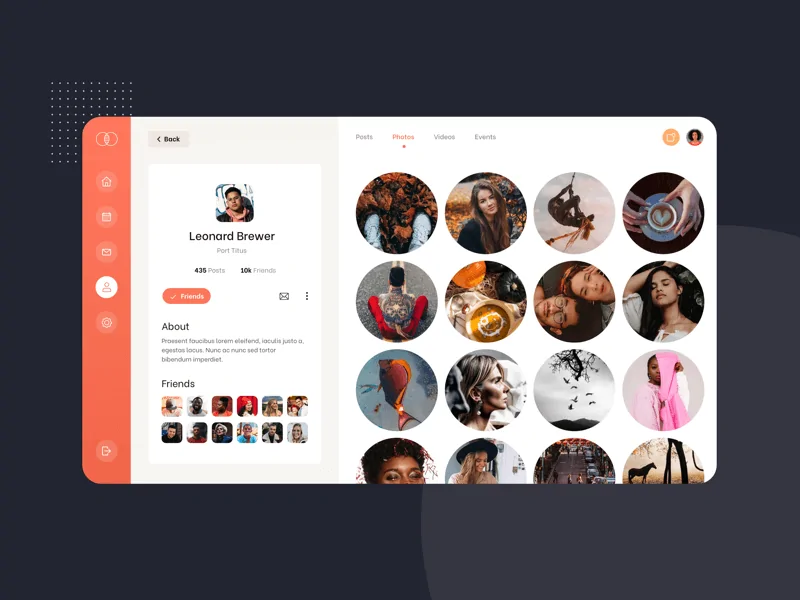 Back
Posts Photos Videos Events
Leonard Brewer
Port Titus
435 Posts 10k Friends
Friends
About
Praesent faucibus lorem eleifend, iaculis justo a,
egestas lacus. Nunc ac nunc sed tortor
bibendum imperdiet.
Friends